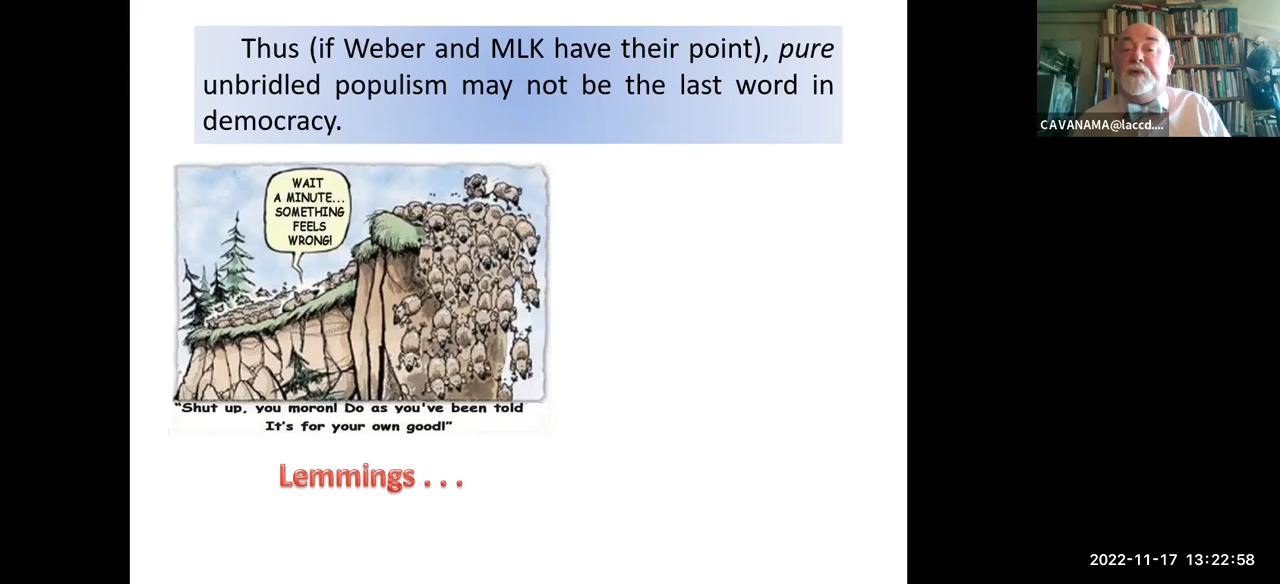 Thus (if Weber and MLK have their point), pure
unbridled populism may not be the last word in
democracy.
CAVANAMA@laccd....
WAIT
A MINUTE...
SOMETHING
FEELS
WRONG!
"Shut up, you moron! Do as you've been told
It's for your own good!"
Lemmings . . .
2022-11-17 13:22:58